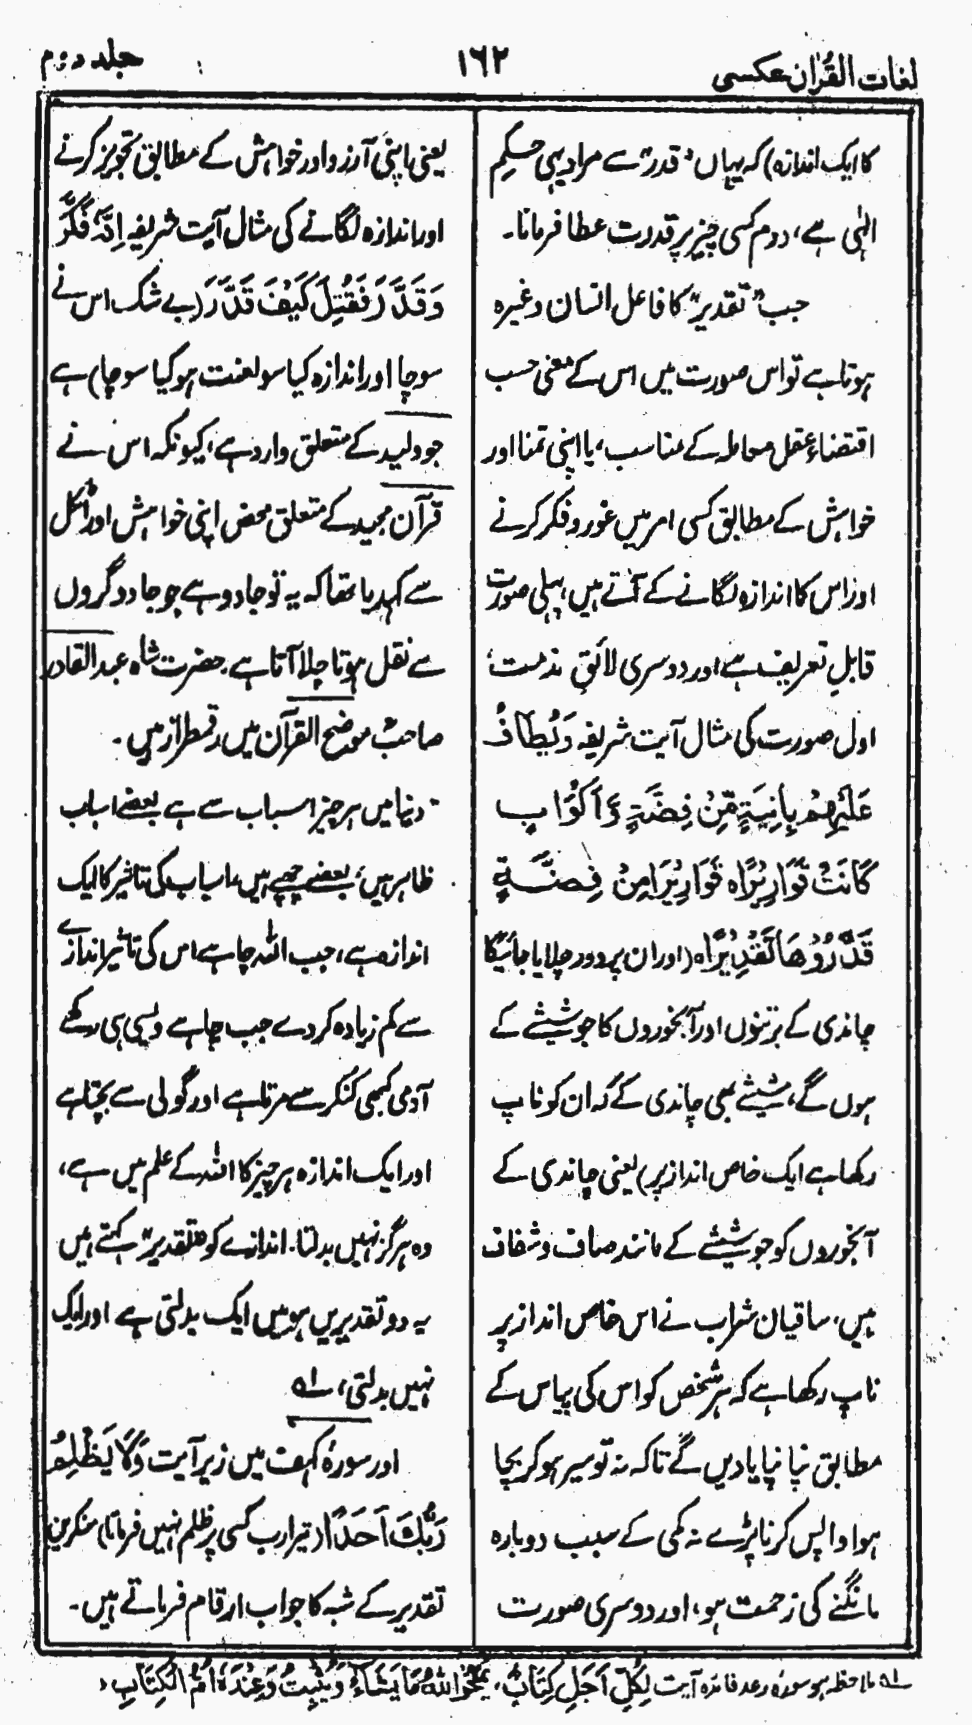 لغات القرآن عکسی
۱۶۲
جلد دوم
کا ایک اندازہ) کہ یہاں "قدر" سے مراد یہی حکم
الٰہی ہے، دوم کسی چیز پر قدرت عطا فرمانا۔
جب "تقدیر" کا فاعل انسان وغیرہ
ہوتا ہے تو اس صورت میں اس کے معنی حسب
اقتضاء عقل معاملہ کے مناسب، یا اپنی تمنا اور
خواہش کے مطابق کسی امر میں غور و فکر کرنے
اور اس کا اندازہ لگانے کے آتے ہیں، پہلی صورت
قابلِ تعریف ہے اور دوسری لائق مذمت،
اول صورت کی مثال آیت شریفہ وَيُطَافُ
عَلَيْهِمْ بِاٰنِيَةٍ مِّنْ فِضَّةٍ وَّاَكْوَابٍ
كَانَتْ قَوَارِيْرَا۠ ہ قَوَارِيْرَا۠ مِنْ فِضَّةٍ
قَدَّرُوْهَا تَقْدِيْرًا ہ (اور ان پر دور چلایا جائیگا
چاندی کے برتنوں اور آبخوروں کا جو شیشے کے
ہوں گے، شیشے بھی چاندی کے کہ ان کو ناپ
رکھا ہے ایک خاص انداز پر) یعنی چاندی کے
آبخوروں کو جو شیشے کے مانند صاف و شفاف
ہیں، ساقیان شراب نے اس خاص انداز پر
ناپ رکھا ہے کہ ہر شخص کو اس کی پیاس کے
مطابق نپا نپایا دیں گے تاکہ نہ تو سیر ہو کر بچا
ہوا واپس کرنا پڑے نہ کمی کے سبب دوبارہ
مانگنے کی زحمت ہو، اور دوسری صورت
یعنی اپنی آرزو اور خواہش کے مطابق تجویز کرنے
اور اندازہ لگانے کی مثال آیت شریفہ اِنَّهٗ فَكَّرَ
وَقَدَّرَ فَقُتِلَ كَيْفَ قَدَّرَ (بے شک اس نے
سوچا اور اندازہ کیا سو لعنت ہو کیا سوچا) ہے
جو ولید کے متعلق وارد ہے، کیونکہ اس نے
قرآن مجید کے متعلق محض اپنی خواہش اور اٹکل
سے کہدیا تھا کہ یہ تو جادو ہے جو جادوگروں
سے نقل ہوتا چلا آتا ہے. حضرت شاہ عبدالقادر
صاحبؒ موضح القرآن میں رقمطراز ہیں۔
"دنیا میں ہر چیز اسباب سے ہے بعضے اسباب
ظاہر ہیں، بعضے چھپے ہیں، اسباب کی تاثیر کا ایک
اندازہ ہے، جب اللہ چاہے اس کی تاثیر اندازے
سے کم زیادہ کر دے جب چاہے ویسی ہی رکھے
آدمی کبھی کنکر سے مرتا ہے اور گولی سے بچتا ہے
اور ایک اندازہ ہر چیز کا اللہ کے علم میں ہے،
وہ ہرگز نہیں بدلتا. اندازے کو "تقدیر" کہتے ہیں
یہ دو تقدیریں ہوئیں ایک بدلتی ہے اور ایک
نہیں بدلتی، لہ
اور سورۂ کہف میں زیر آیت وَلَا يَظْلِمُ
رَبُّكَ اَحَدًا (تیرا رب کسی پر ظلم نہیں فرماتا) منکرین
تقدیر کے شبہ کا جواب ارقام فرماتے ہیں۔
لہ ملاحظہ ہو سورہ رعد فائدہ آیت لِكُلِّ اَجَلٍ كِتَابٌ، يَمْحُوا اللّٰهُ مَا يَشَاءُ وَيُثْبِتُ وَعِنْدَهٗ اُمُّ الْكِتَابِ،